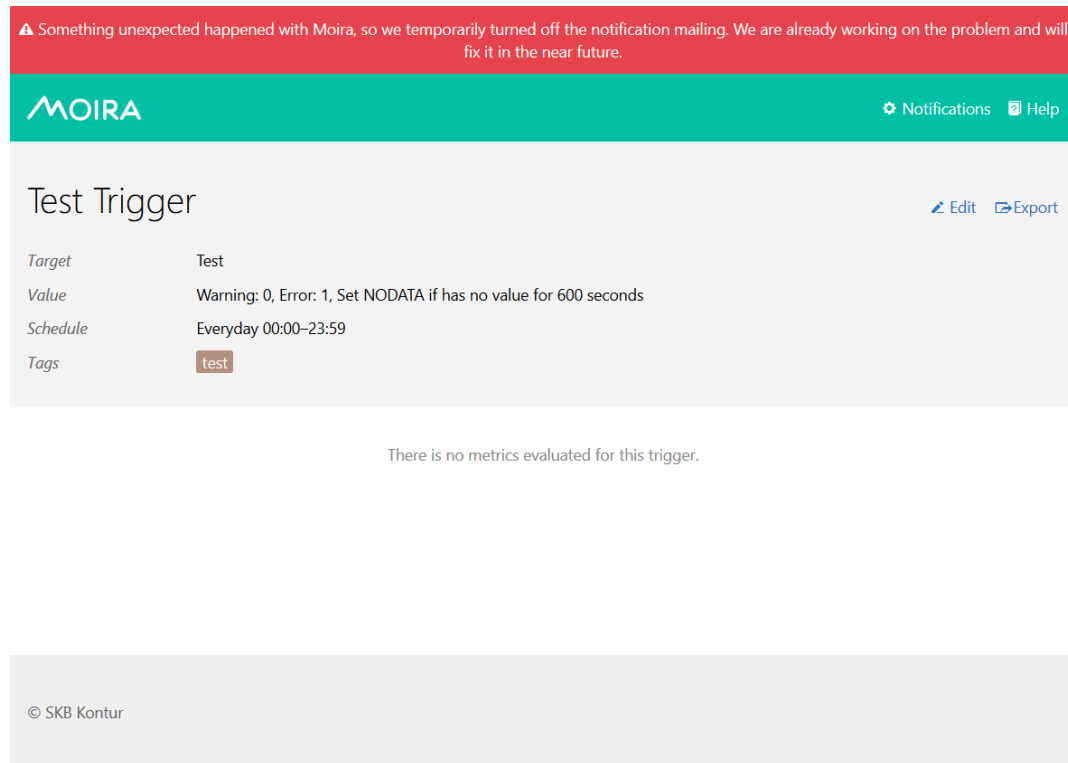 Something unexpected happened with Moira, so we temporarily turned off the notification mailing. We are already working on the problem and will
fix it in the near future.
MOIRA
Notifications Help
Test Trigger
Edit Export
Target Test
Value Warning: 0, Error: 1, Set NODATA if has no value for 600 seconds
Schedule Everyday 00:00–23:59
Tags test
There is no metrics evaluated for this trigger.
© SKB Kontur